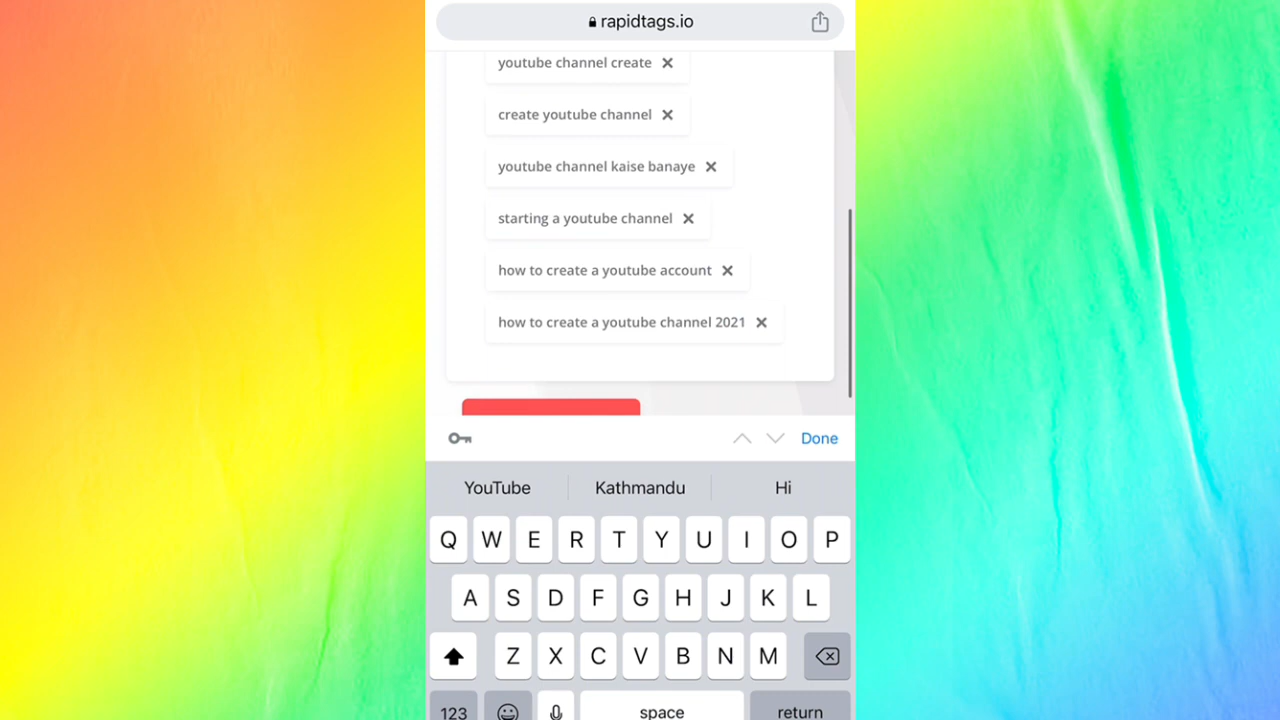 rapidtags.io
youtube channel create ✕
create youtube channel ✕
youtube channel kaise banaye ✕
starting a youtube channel ✕
how to create a youtube account ✕
how to create a youtube channel 2021 ✕
Done
YouTube Kathmandu Hi
Q W E R T Y U I O P
A S D F G H J K L
Z X C V B N M
123 space return